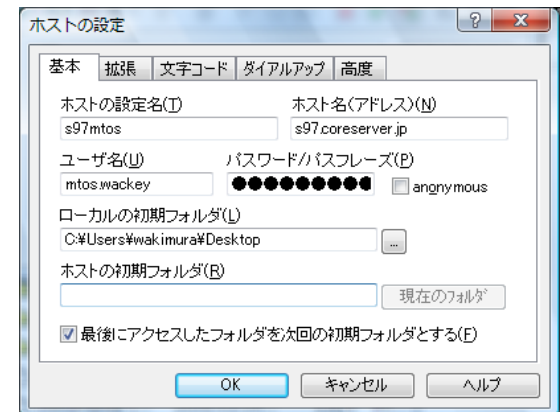 ホストの設定
基本 拡張 文字コード ダイアルアップ 高度
ホストの設定名(T) ホスト名(アドレス)(N)
s97mtos s97.coreserver.jp
ユーザ名(U) パスワード/パスフレーズ(P)
mtos.wackey ●●●●●●●●● anonymous
ローカルの初期フォルダ(L)
C:¥Users¥wakimura¥Desktop ...
ホストの初期フォルダ(R)
現在のフォルダ
最後にアクセスしたフォルダを次回の初期フォルダとする(F)
OK キャンセル ヘルプ